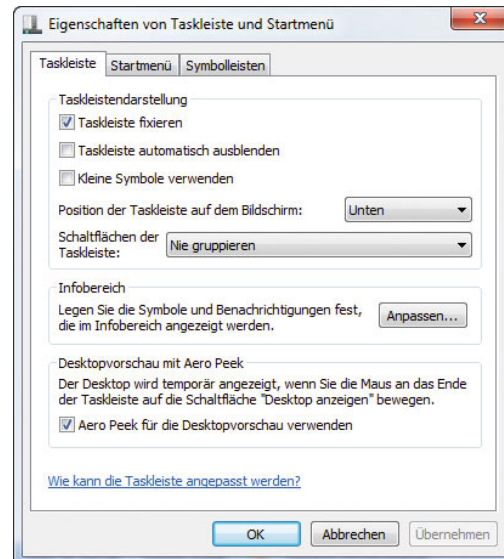 Eigenschaften von Taskleiste und Startmenü
Taskleiste Startmenü Symbolleisten
Taskleistendarstellung
Taskleiste fixieren
Taskleiste automatisch ausblenden
Kleine Symbole verwenden
Position der Taskleiste auf dem Bildschirm: Unten
Schaltflächen der
Taskleiste: Nie gruppieren
Infobereich
Legen Sie die Symbole und Benachrichtigungen fest,
die im Infobereich angezeigt werden. Anpassen...
Desktopvorschau mit Aero Peek
Der Desktop wird temporär angezeigt, wenn Sie die Maus an das Ende
der Taskleiste auf die Schaltfläche "Desktop anzeigen" bewegen.
Aero Peek für die Desktopvorschau verwenden
Wie kann die Taskleiste angepasst werden?
OK Abbrechen Übernehmen